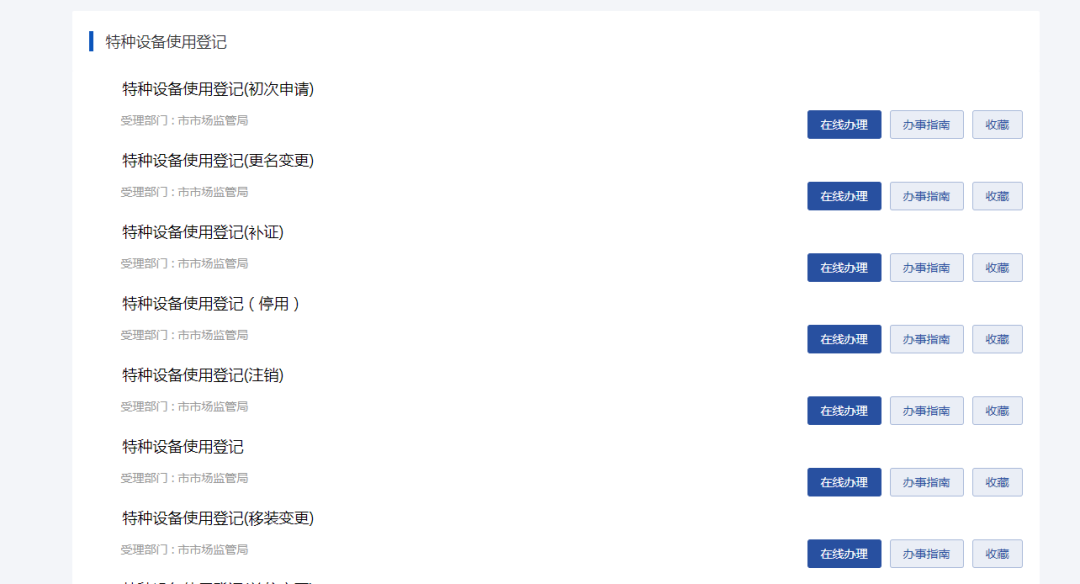 特种设备使用登记
特种设备使用登记(初次申请)
受理部门：市市场监管局
在线办理 办事指南 收藏
特种设备使用登记(更名变更)
受理部门：市市场监管局
在线办理 办事指南 收藏
特种设备使用登记(补证)
受理部门：市市场监管局
在线办理 办事指南 收藏
特种设备使用登记（停用）
受理部门：市市场监管局
在线办理 办事指南 收藏
特种设备使用登记(注销)
受理部门：市市场监管局
在线办理 办事指南 收藏
特种设备使用登记
受理部门：市市场监管局
在线办理 办事指南 收藏
特种设备使用登记(移装变更)
受理部门：市市场监管局
在线办理 办事指南 收藏